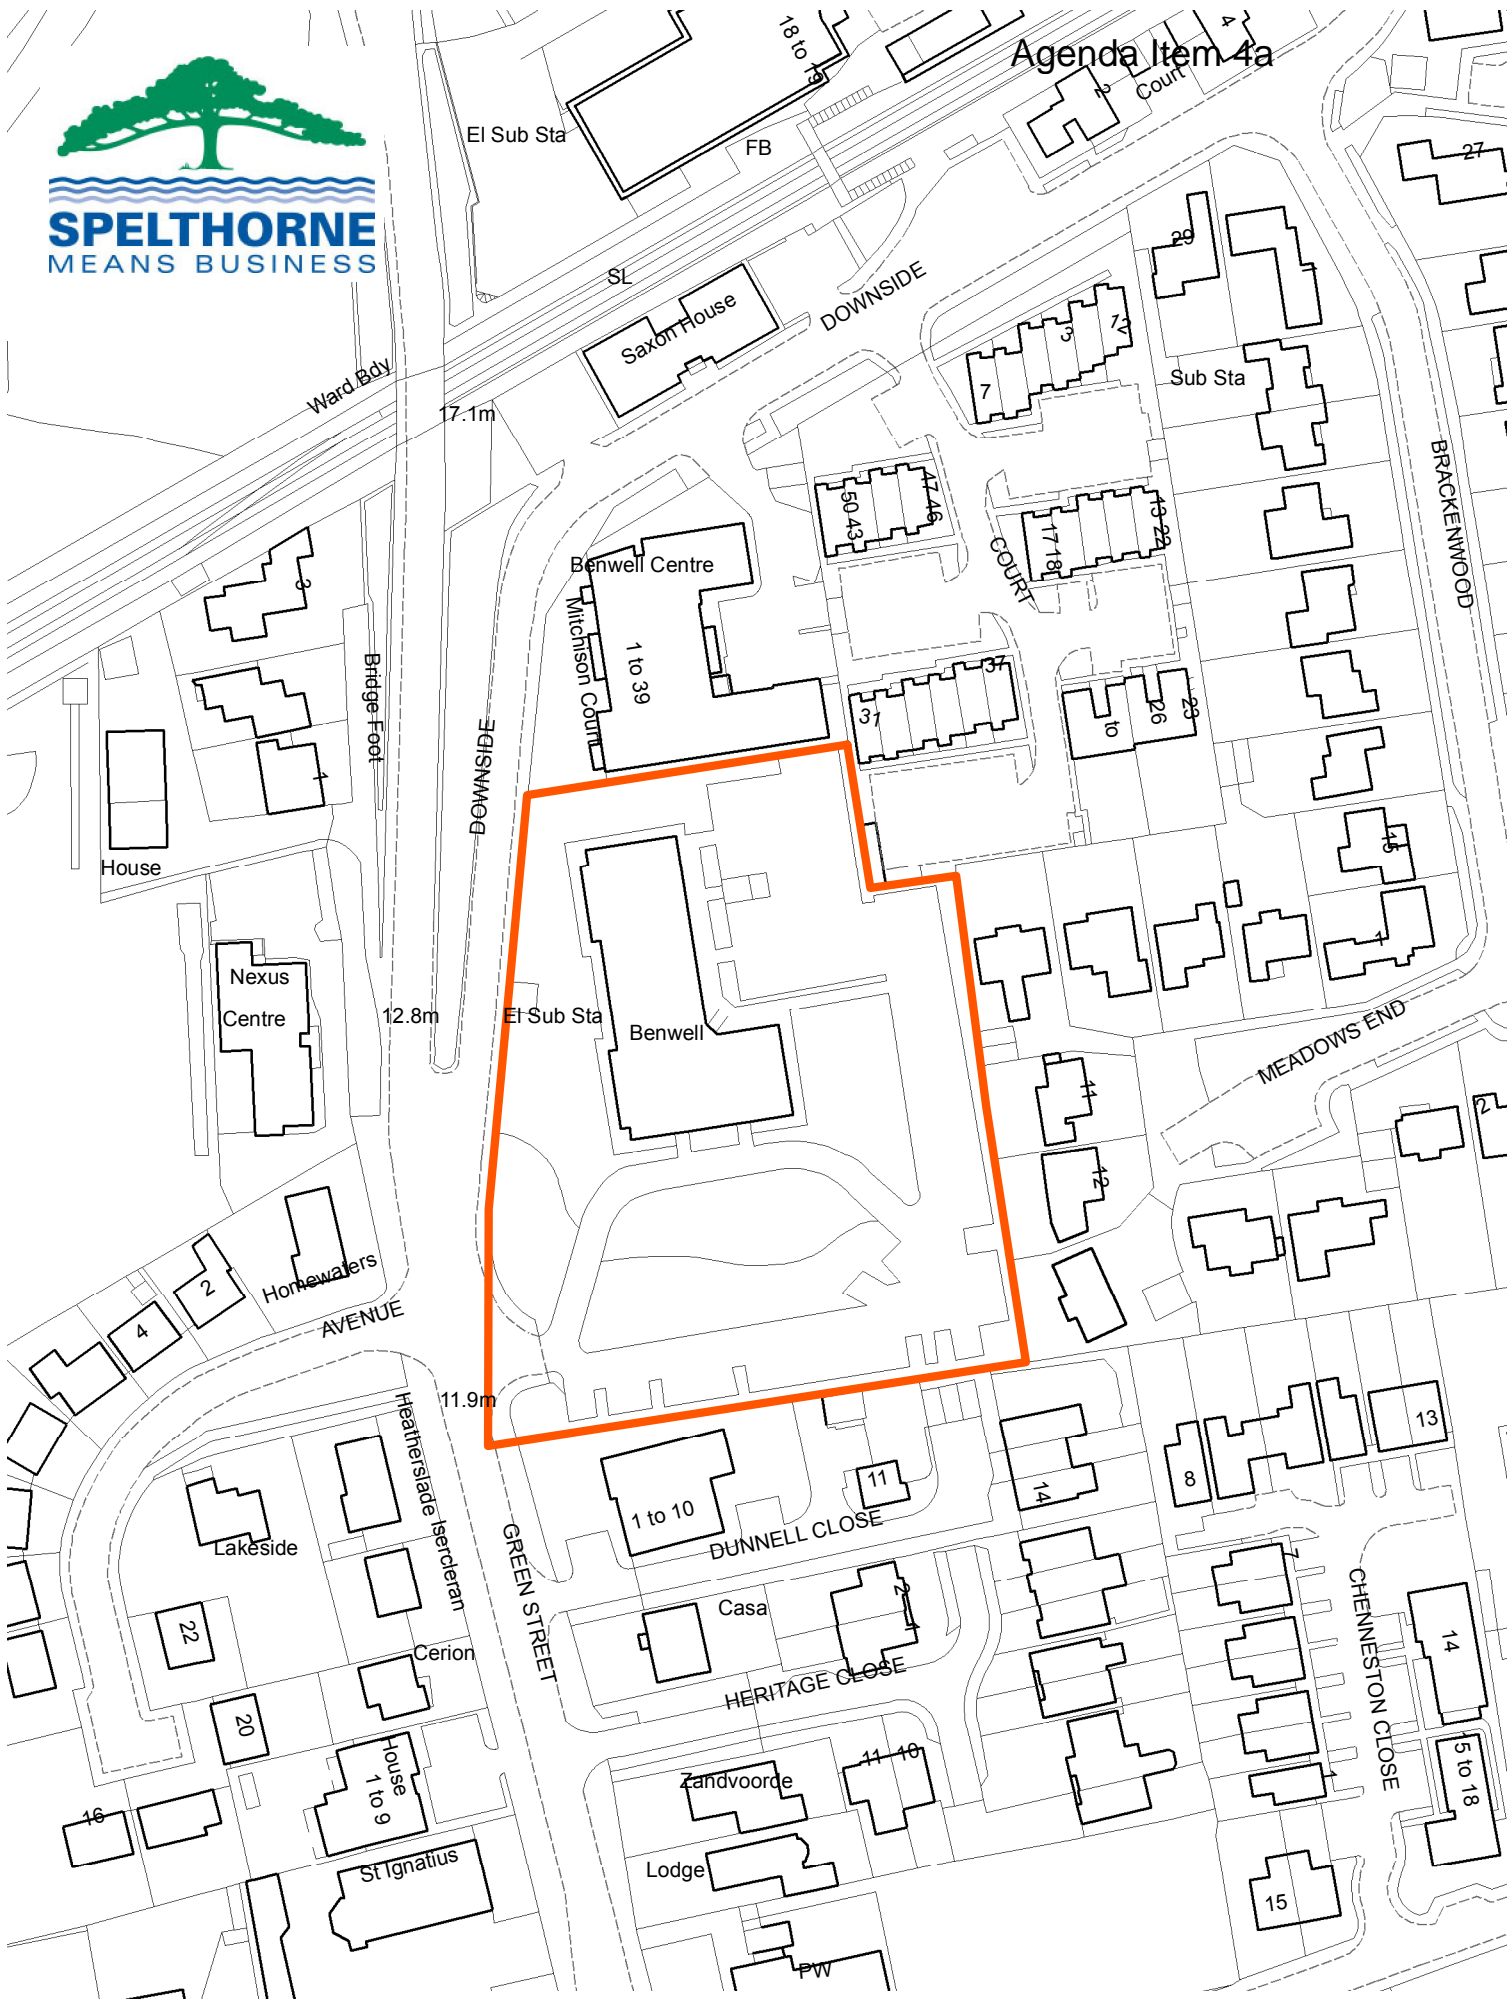 Agenda Item 4a
SPELTHORNE
MEANS BUSINESS
18 to 19
El Sub Sta
FB
2
Court
4
27
SL
Saxon House
DOWNSIDE
29
1
7
3
12
Sub Sta
Ward Bdy
17.1m
BRACKENWOOD
50 43
47 46
17 18
13 22
COURT
Benwell Centre
Mitchison Court
1 to 39
3
Bridge Foot
1
DOWNSIDE
31
37
to
26
23
House
15
1
Nexus
Centre
12.8m
El Sub Sta
Benwell
MEADOWS END
11
12
2
Homewaters
2
4
AVENUE
11.9m
Heatherslade Isercleran
13
8
14
11
1 to 10
DUNNELL CLOSE
GREEN STREET
Lakeside
22
Casa
2
1
7
CHENNESTON CLOSE
14
Cerion
HERITAGE CLOSE
20
House
1 to 9
Zandvoorde
11
10
1
15 to 18
16
St Ignatius
Lodge
15
PW